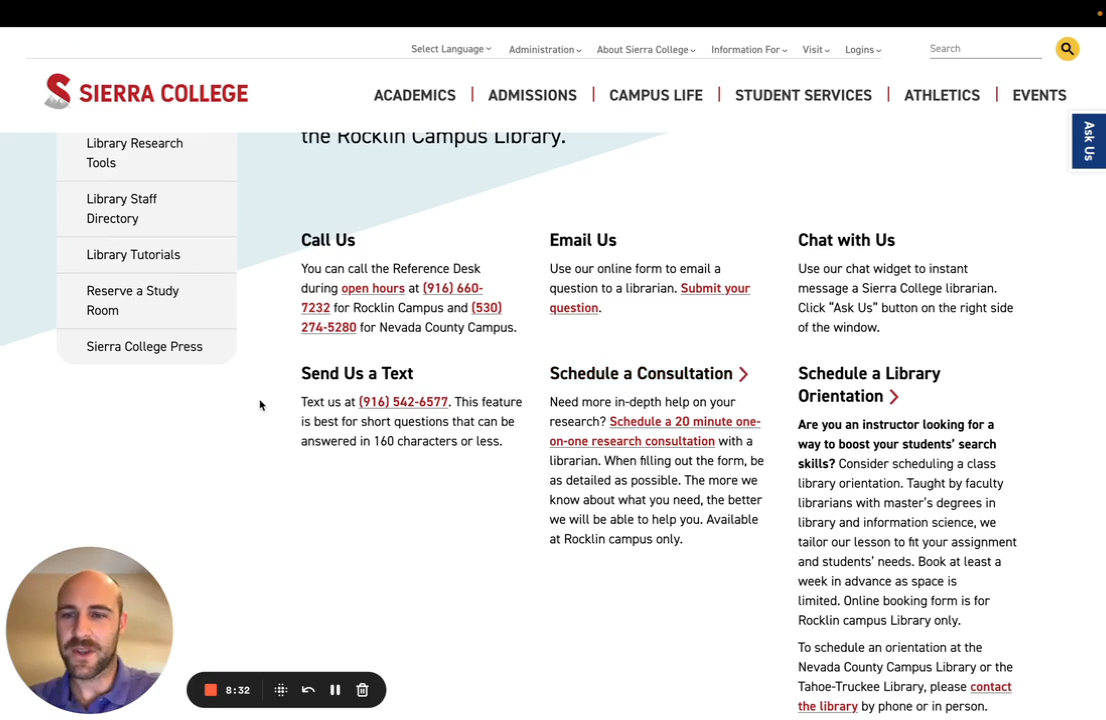 Select Language
Administration
About Sierra College
Information For
Visit
Logins
Search
SIERRA COLLEGE
ACADEMICS
ADMISSIONS
CAMPUS LIFE
STUDENT SERVICES
ATHLETICS
EVENTS
Ask Us
the Rocklin Campus Library.
Library Research
Tools
Library Staff
Directory
Library Tutorials
Reserve a Study
Room
Sierra College Press
Call Us
You can call the Reference Desk
during open hours at (916) 660-
7232 for Rocklin Campus and (530)
274-5280 for Nevada County Campus.
Email Us
Use our online form to email a
question to a librarian. Submit your
question.
Chat with Us
Use our chat widget to instant
message a Sierra College librarian.
Click “Ask Us” button on the right side
of the window.
Send Us a Text
Text us at (916) 542-6577. This feature
is best for short questions that can be
answered in 160 characters or less.
Schedule a Consultation
Need more in-depth help on your
research? Schedule a 20 minute one-
on-one research consultation with a
librarian. When filling out the form, be
as detailed as possible. The more we
know about what you need, the better
we will be able to help you. Available
at Rocklin campus only.
Schedule a Library
Orientation
Are you an instructor looking for a
way to boost your students’ search
skills? Consider scheduling a class
library orientation. Taught by faculty
librarians with master’s degrees in
library and information science, we
tailor our lesson to fit your assignment
and students’ needs. Book at least a
week in advance as space is
limited. Online booking form is for
Rocklin campus Library only.
To schedule an orientation at the
Nevada County Campus Library or the
Tahoe-Truckee Library, please contact
the library by phone or in person.
8:32